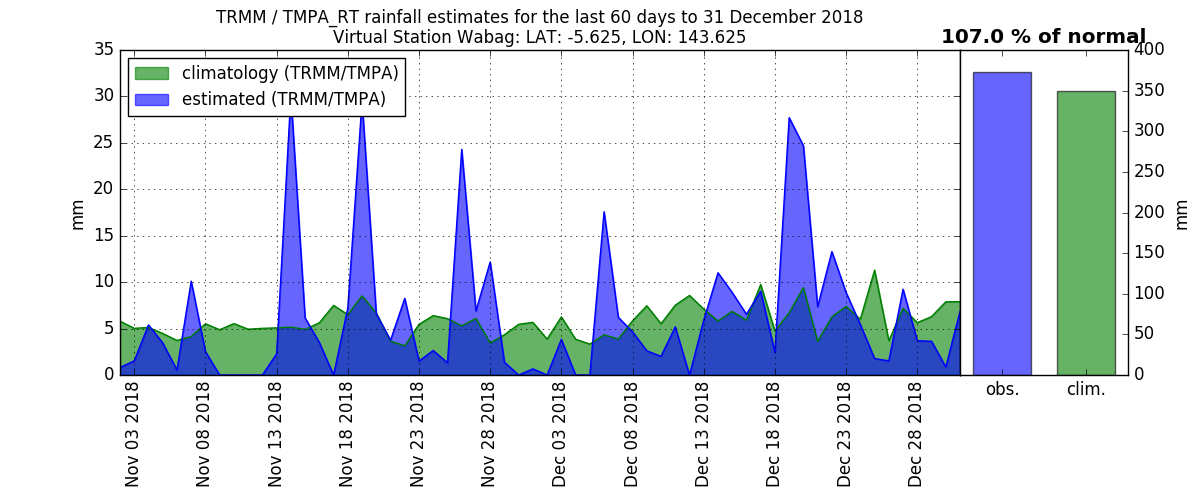 TRMM / TMPA_RT rainfall estimates for the last 60 days to 31 December 2018
Virtual Station Wabag: LAT: -5.625, LON: 143.625
107.0 % of normal
climatology (TRMM/TMPA)
estimated (TRMM/TMPA)
mm
35
30
25
20
15
10
5
0
Nov 03 2018
Nov 08 2018
Nov 13 2018
Nov 18 2018
Nov 23 2018
Nov 28 2018
Dec 03 2018
Dec 08 2018
Dec 13 2018
Dec 18 2018
Dec 23 2018
Dec 28 2018
400
350
300
250
200
150
100
50
0
mm
obs.
clim.